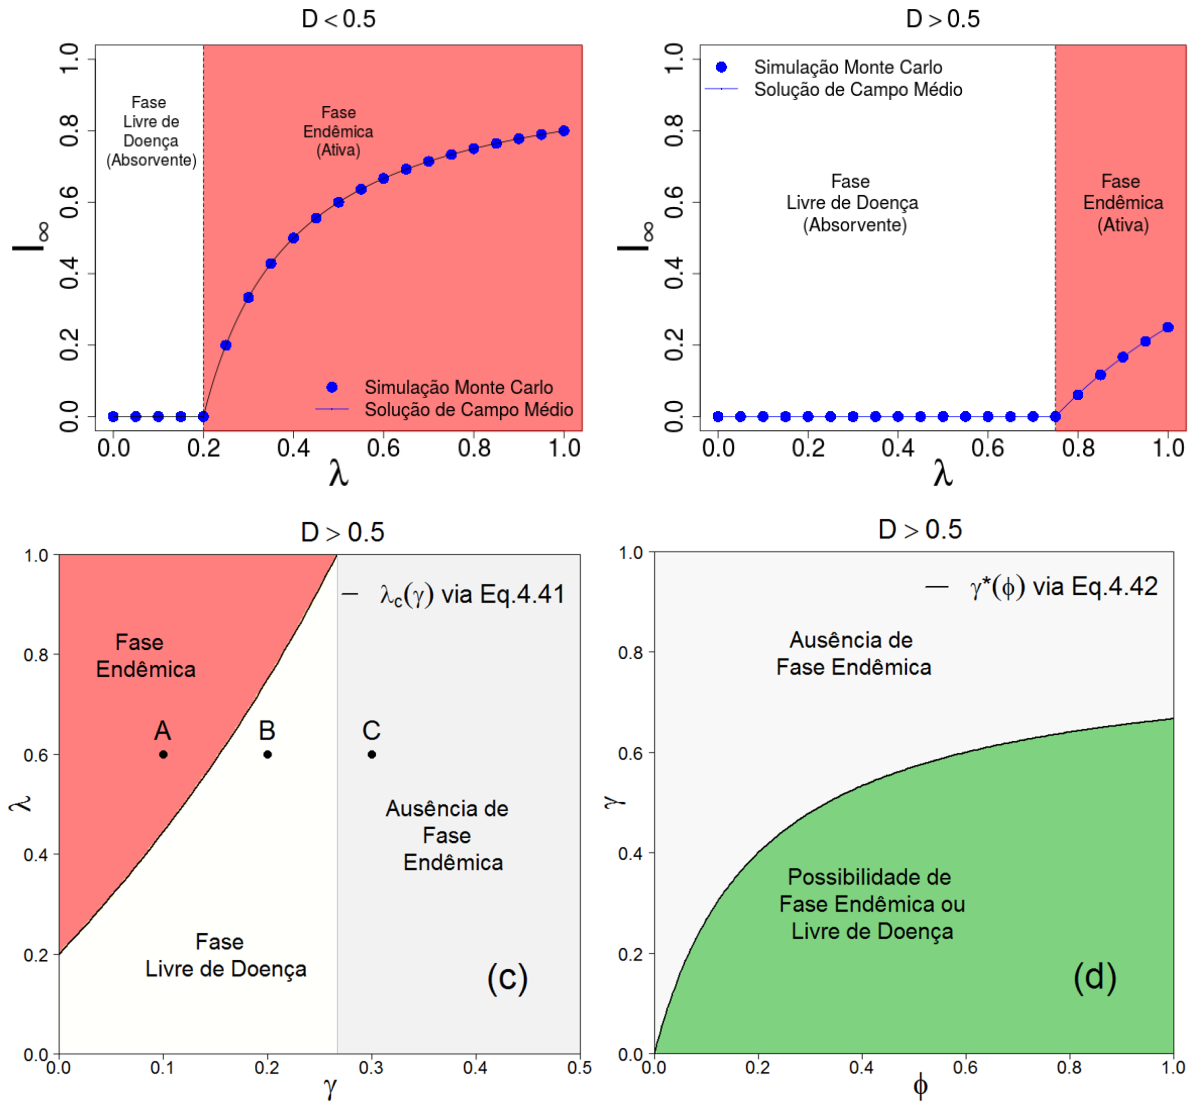 D < 0.5
Fase
Livre de
Doença
(Absorvente)
Fase
Endêmica
(Ativa)
Simulação Monte Carlo
Solução de Campo Médio
I∞
1.0
0.8
0.6
0.4
0.2
0.0
0.0 0.2 0.4 0.6 0.8 1.0
λ
D > 0.5
Simulação Monte Carlo
Solução de Campo Médio
Fase
Livre de Doença
(Absorvente)
Fase
Endêmica
(Ativa)
I∞
1.0
0.8
0.6
0.4
0.2
0.0
0.0 0.2 0.4 0.6 0.8 1.0
λ
D > 0.5
λc(γ) via Eq.4.41
Fase
Endêmica
A B C
Ausência de
Fase
Endêmica
Fase
Livre de Doença
(c)
λ
1.0
0.8
0.6
0.4
0.2
0.0
0.0 0.1 0.2 0.3 0.4 0.5
γ
D > 0.5
γ*(ϕ) via Eq.4.42
Ausência de
Fase Endêmica
Possibilidade de
Fase Endêmica ou
Livre de Doença
(d)
γ
1.0
0.8
0.6
0.4
0.2
0.0
0.0 0.2 0.4 0.6 0.8 1.0
ϕ